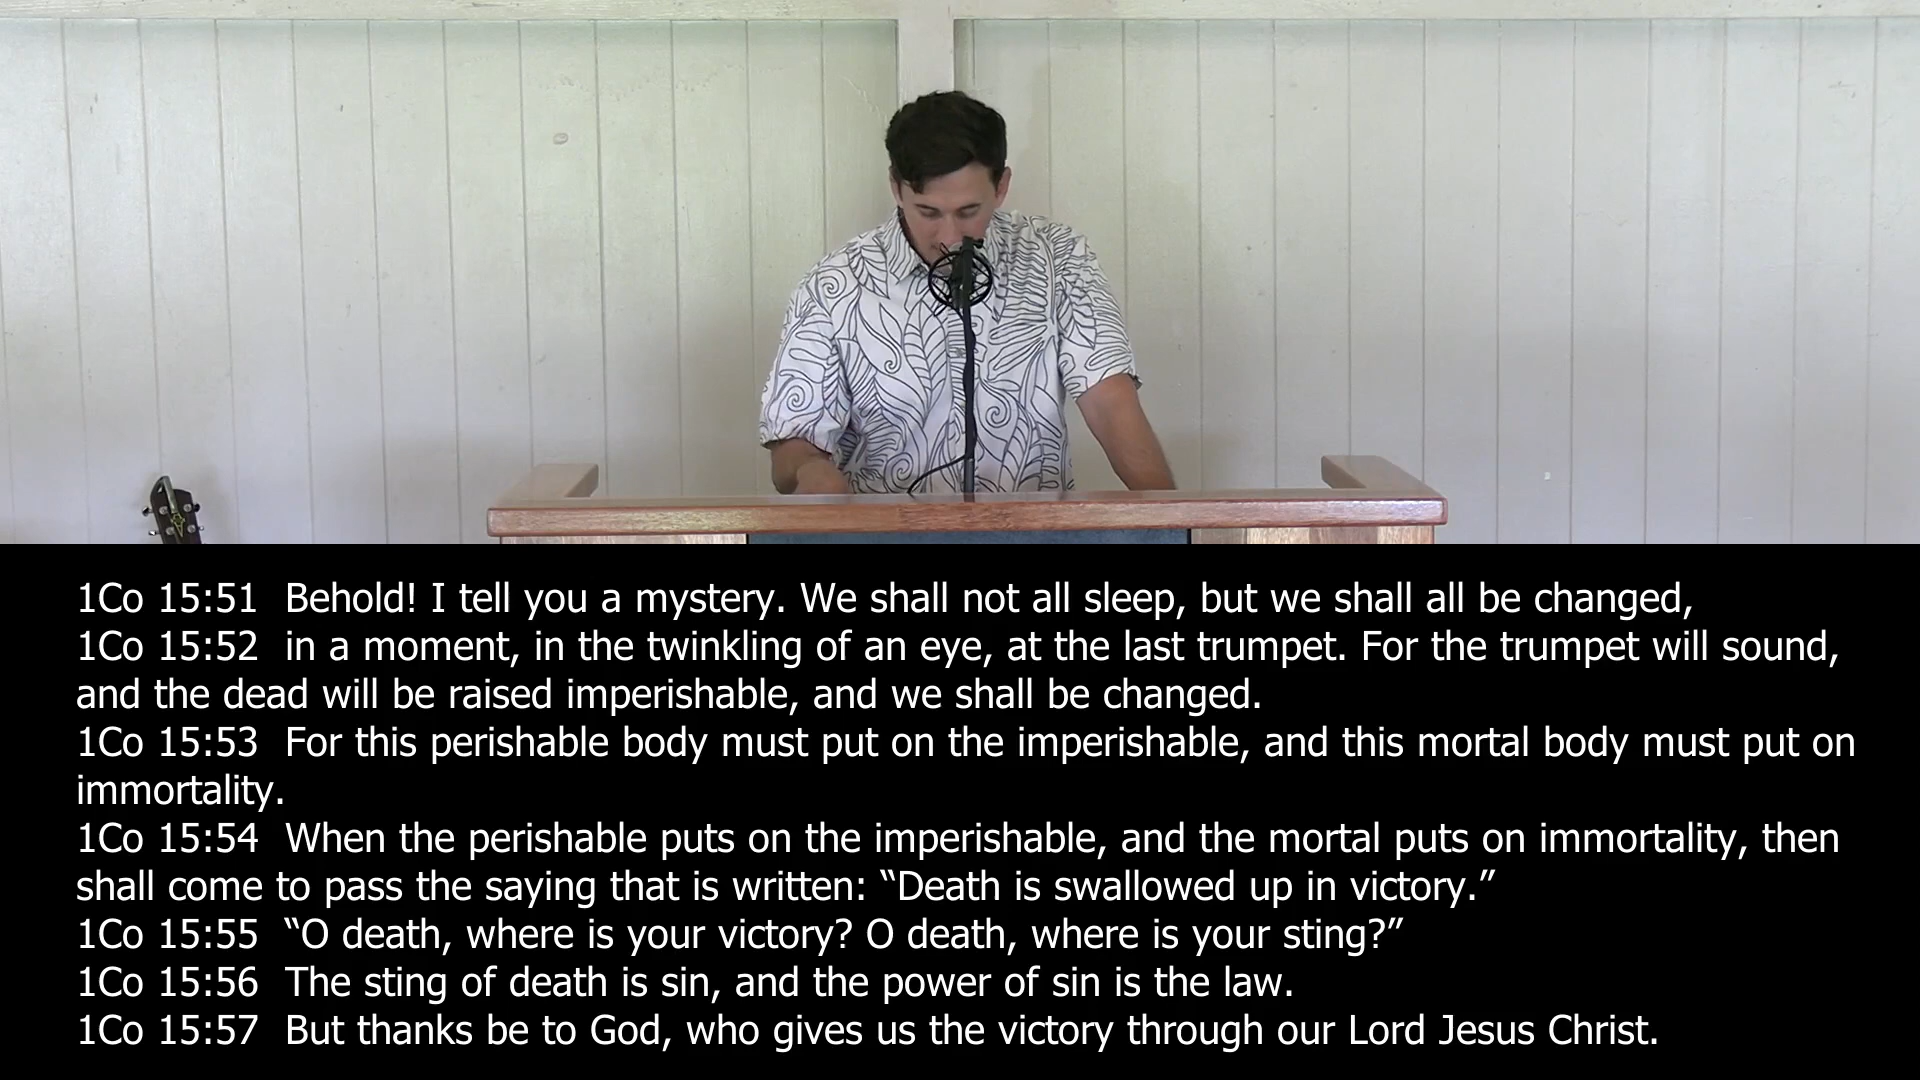 1Co 15:51  Behold! I tell you a mystery. We shall not all sleep, but we shall all be changed,
1Co 15:52  in a moment, in the twinkling of an eye, at the last trumpet. For the trumpet will sound,
and the dead will be raised imperishable, and we shall be changed.
1Co 15:53  For this perishable body must put on the imperishable, and this mortal body must put on
immortality.
1Co 15:54  When the perishable puts on the imperishable, and the mortal puts on immortality, then
shall come to pass the saying that is written: “Death is swallowed up in victory.”
1Co 15:55  “O death, where is your victory? O death, where is your sting?”
1Co 15:56  The sting of death is sin, and the power of sin is the law.
1Co 15:57  But thanks be to God, who gives us the victory through our Lord Jesus Christ.